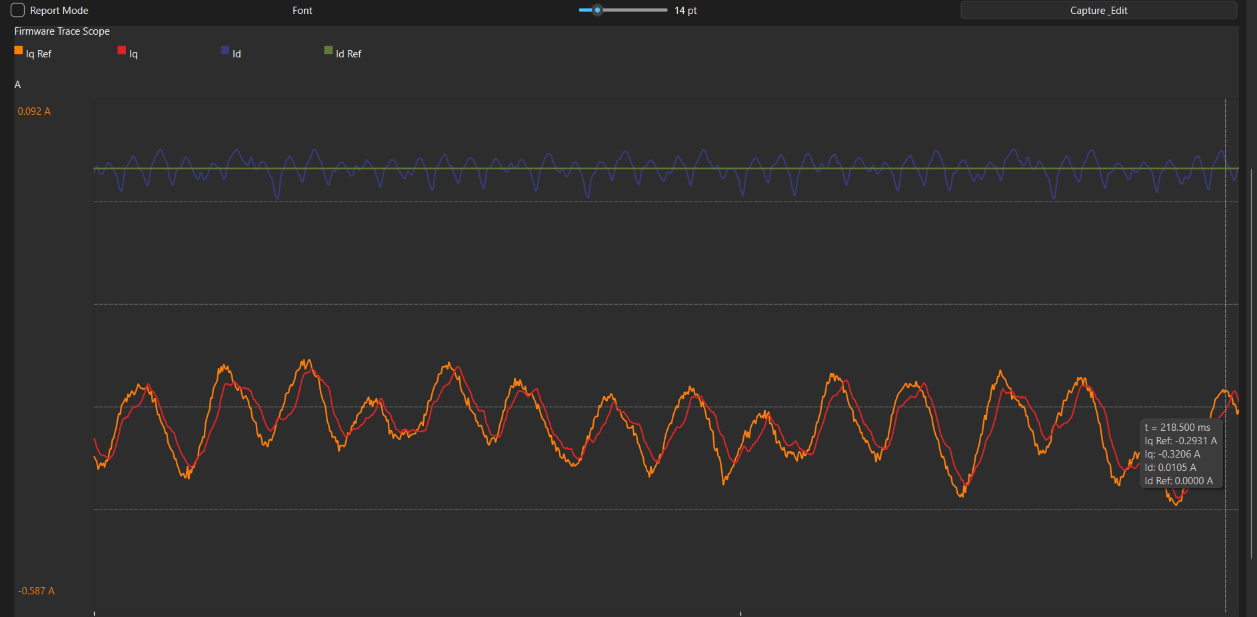 Report Mode Font 14 pt Capture_Edit
Firmware Trace Scope
Iq Ref Iq Id Id Ref
A
0.092 A
t = 218.500 ms
Iq Ref: -0.2931 A
Iq: -0.3206 A
Id: 0.0105 A
Id Ref: 0.0000 A
-0.587 A